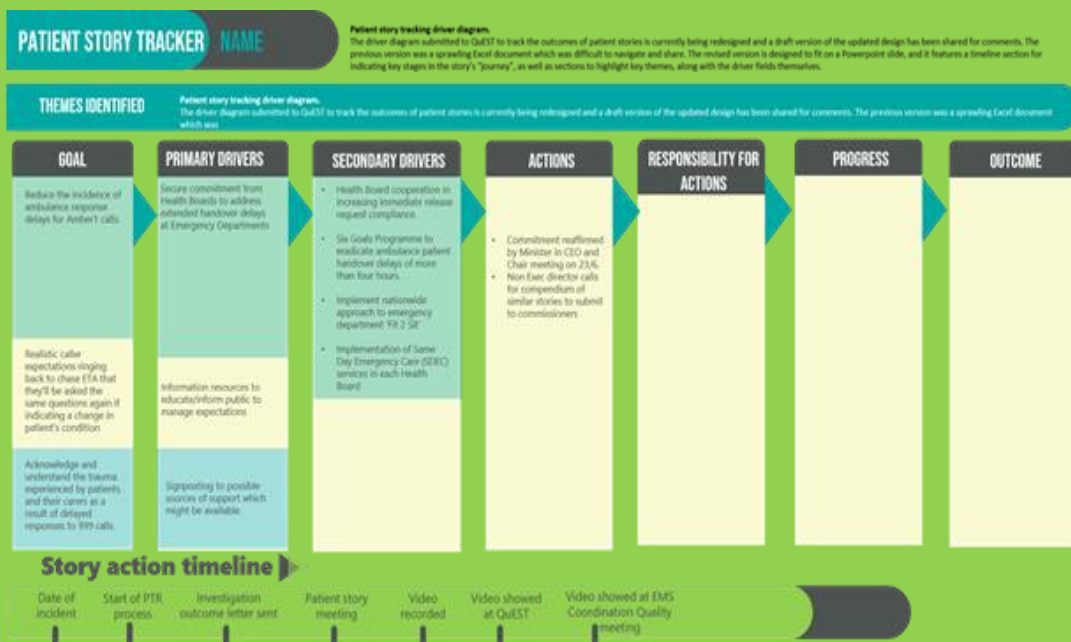 PATIENT STORY TRACKER NAME
Patient story tracking driver diagram.
The driver diagram submitted to QuEST to track the outcomes of patient stories is currently being redesigned and a draft version of the updated design has been shared for comments. The
previous version was a sprawling Excel document which was difficult to navigate and share. The revised version is designed to fit on a Powerpoint slide, and it features a timeline section for
indicating key stages in the story's "journey", as well as sections to highlight key themes, along with the driver fields themselves.
THEMES IDENTIFIED
Patient story tracking driver diagram.
The driver diagram submitted to QuEST to track the outcomes of patient stories is currently being redesigned and a draft version of the updated design has been shared for comments. The previous version was a sprawling Excel document
which was
GOAL
Reduce the incidence of
ambulance response
delays for Amber1 calls.
Realistic caller
expectations ringing
back to chase ETA that
they'll be asked the
same questions again if
indicating a change in
patient's condition
Acknowledge and
understand the trauma
experienced by patients
and their carers as a
result of delayed
responses to 999 calls.
PRIMARY DRIVERS
Secure commitment from
Health Boards to address
extended handover delays
at Emergency Departments
Information resources to
educate/inform public to
manage expectations
Signposting to possible
sources of support which
might be available.
SECONDARY DRIVERS
• Health Board cooperation in
increasing immediate release
request compliance.
• Six Goals Programme to
eradicate ambulance patient
handover delays of more
than four hours
• Implement nationwide
approach to emergency
department 'Fit 2 Sit'
• Implementation of Same
Day Emergency Care (SDEC)
services in each Health
Board
ACTIONS
• Commitment reaffirmed
by Minister in CEO and
Chair meeting on 23/6.
• Non Exec director calls
for compendium of
similar stories to submit
to commissioners
RESPONSIBILITY FOR
ACTIONS
PROGRESS
OUTCOME
Story action timeline
Date of
incident
Start of PTR
process
Investigation
outcome letter sent
Patient story
meeting
Video
recorded
Video showed
at QuEST
Video showed at EMS
Coordination Quality
meeting